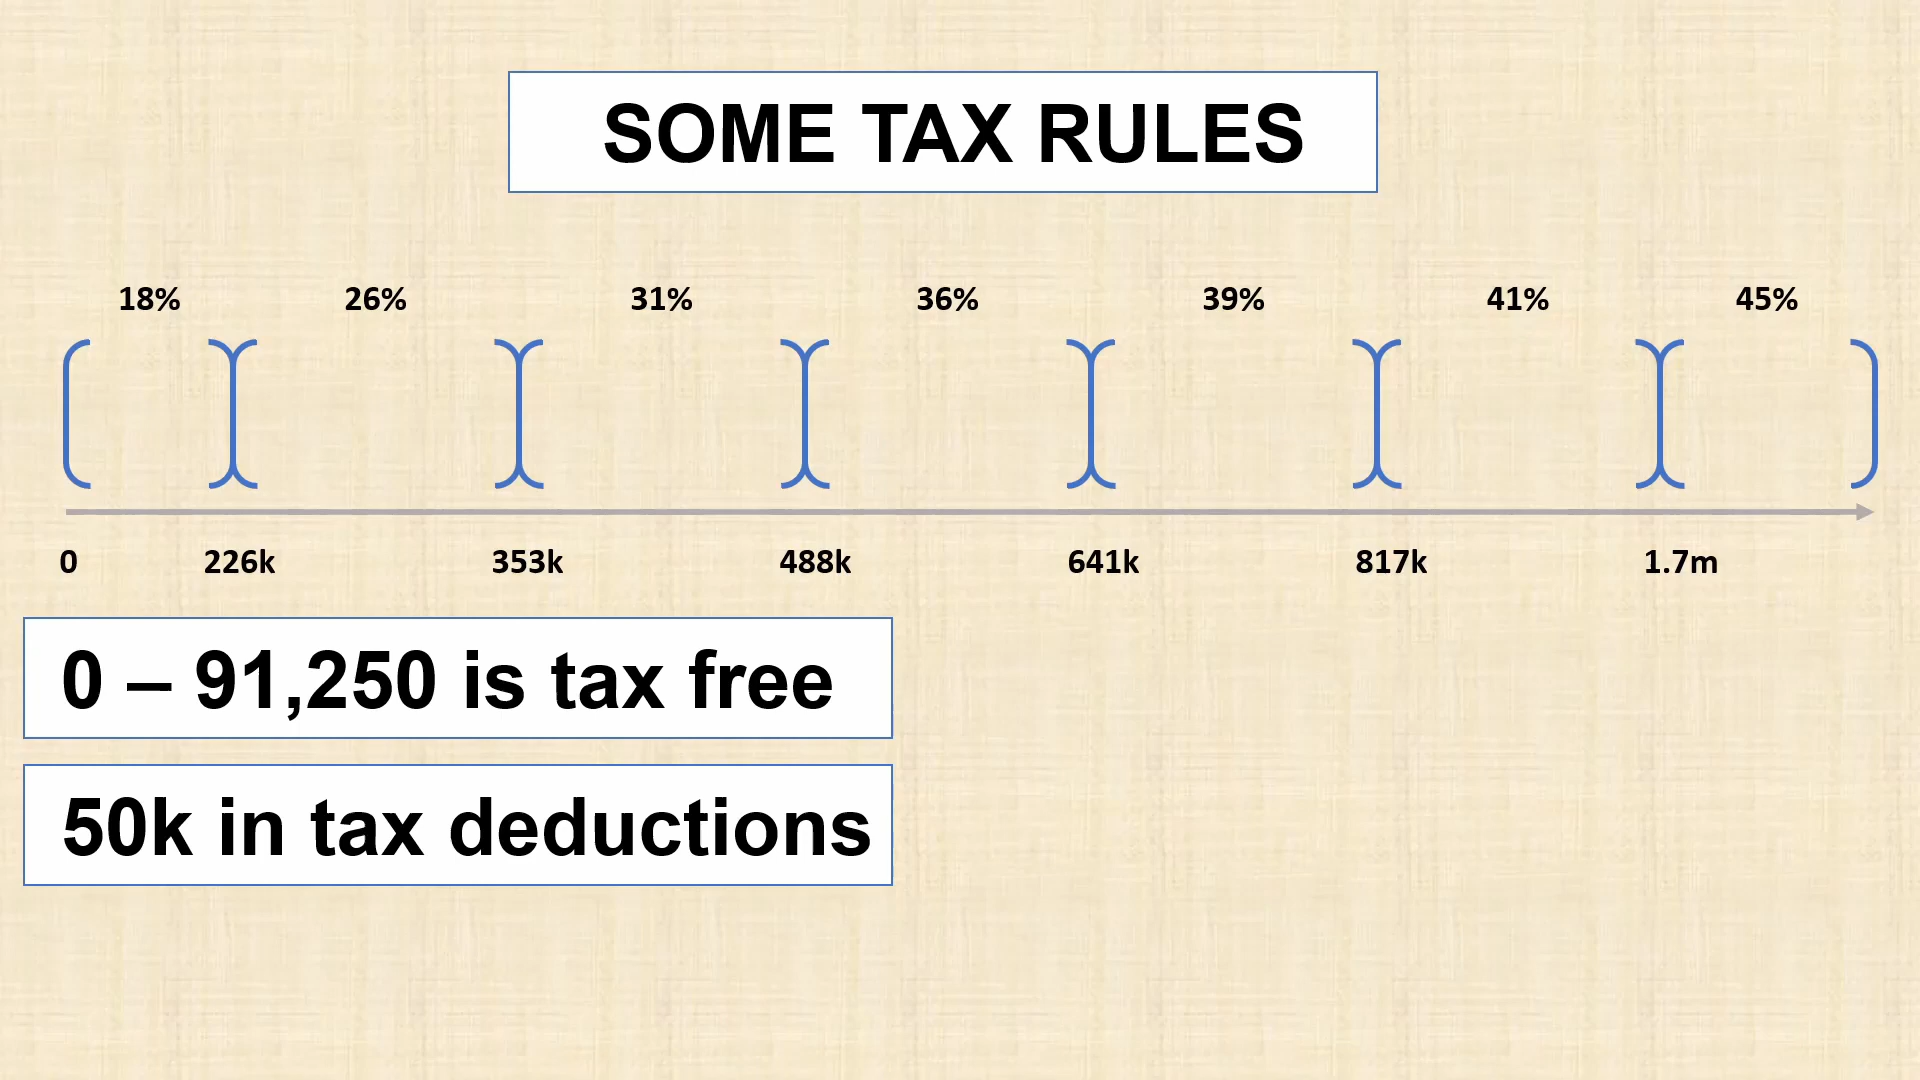 SOME TAX RULES
18% 26% 31% 36% 39% 41% 45%
0 226k 353k 488k 641k 817k 1.7m
0 – 91,250 is tax free
50k in tax deductions